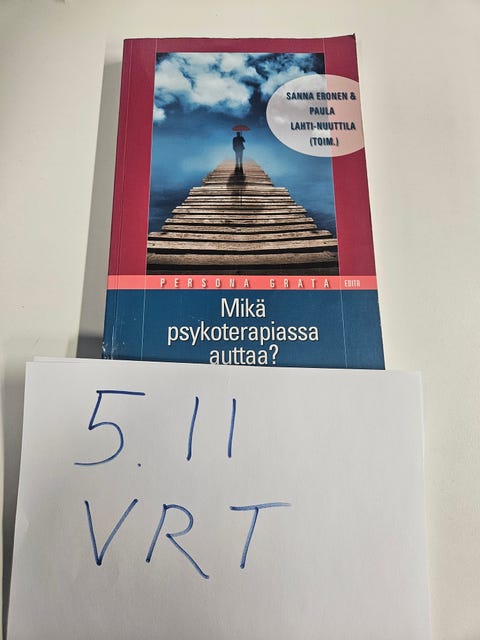 SANNA ERONEN &
PAULA
LAHTI-NUUTTILA
(TOIM.)
PERSONA GRATA EDITA
Mikä
psykoterapiassa
auttaa?
5.11
VRT